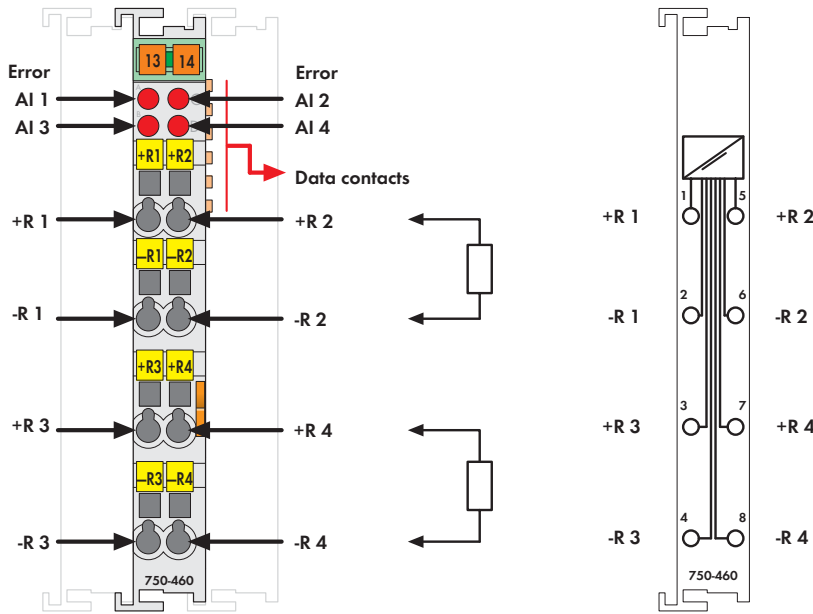 13 14
Error Error
AI 1 AI 2
AI 3 AI 4
+R1 +R2
Data contacts
+R 1 +R 2
–R1 –R2
-R 1 -R 2
+R3 +R4
+R 3 +R 4
–R3 –R4
-R 3 -R 4
750-460
1 5
+R 1 +R 2
2 6
-R 1 -R 2
3 7
+R 3 +R 4
4 8
-R 3 -R 4
750-460